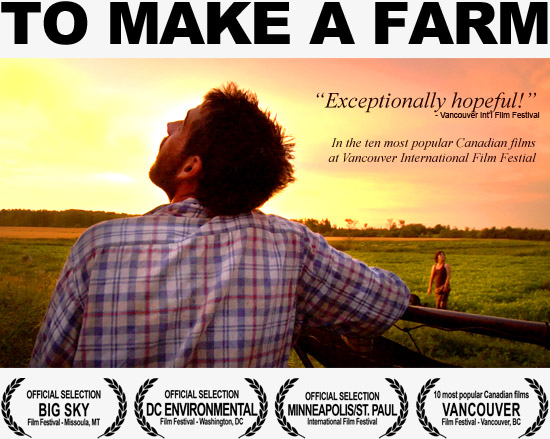 TO MAKE A FARM
“Exceptionally hopeful!”
- Vancouver Int'l Film Festival
In the ten most popular Canadian films
at Vancouver International Film Festial
OFFICIAL SELECTION
BIG SKY
Film Festival - Missoula, MT
OFFICIAL SELECTION
DC ENVIRONMENTAL
Film Festival - Washington, DC
OFFICIAL SELECTION
MINNEAPOLIS/ST. PAUL
International Film Festival
10 most popular Canadian films
VANCOUVER
Film Festival - Vancouver, BC